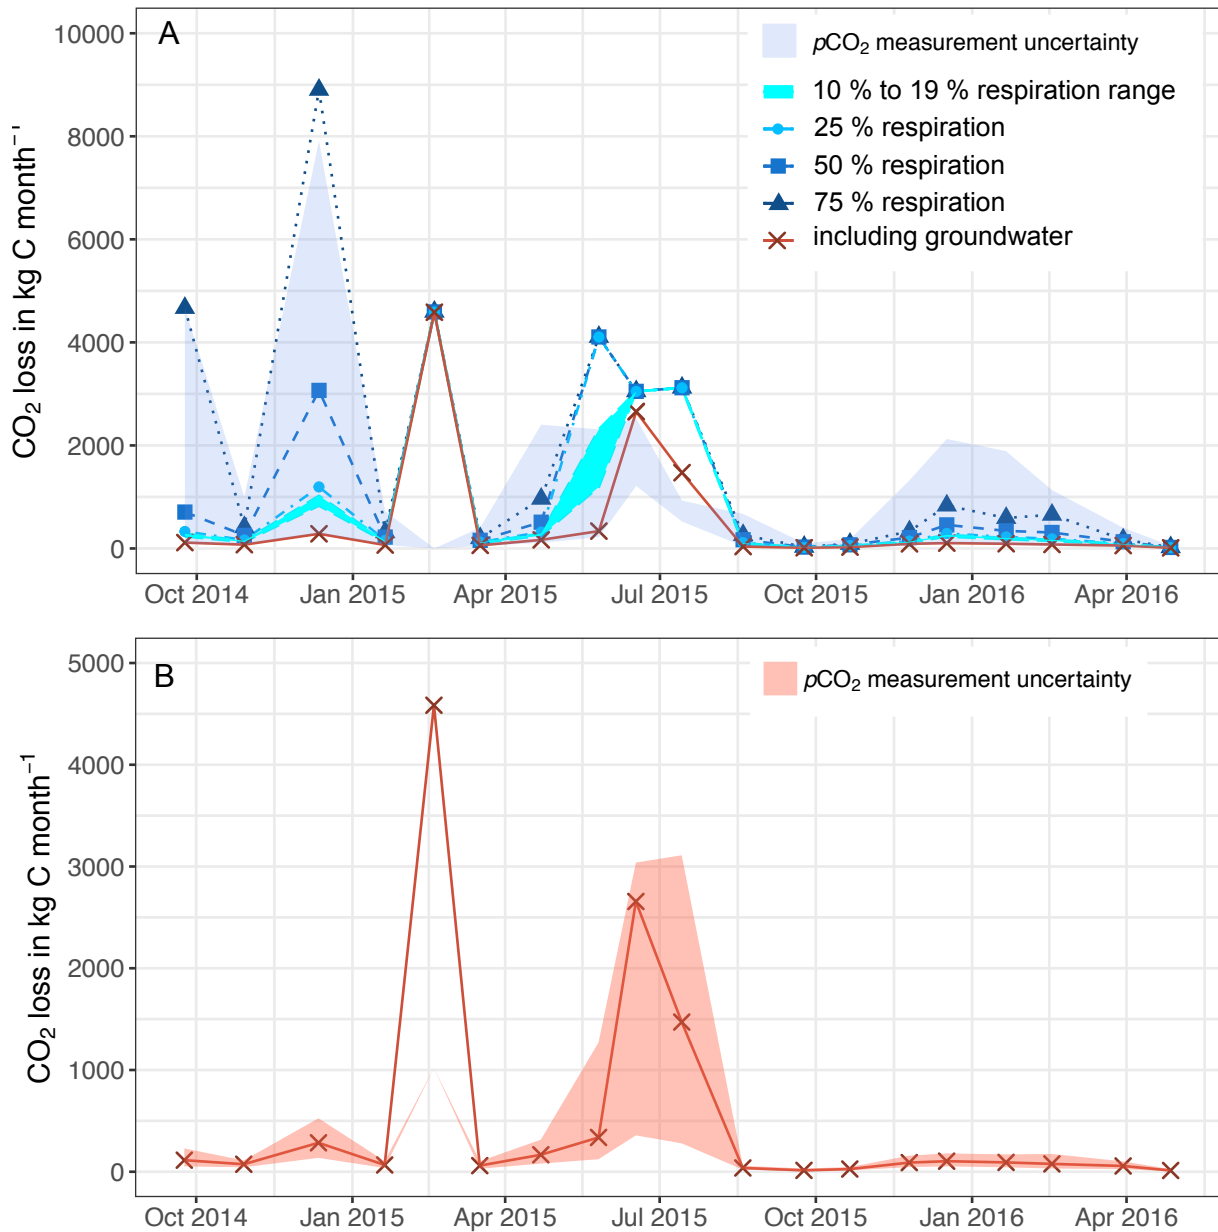 A
10000
8000
6000
4000
2000
0
CO₂ loss in kg C month⁻¹
pCO₂ measurement uncertainty
10 % to 19 % respiration range
25 % respiration
50 % respiration
75 % respiration
including groundwater
Oct 2014 Jan 2015 Apr 2015 Jul 2015 Oct 2015 Jan 2016 Apr 2016
B
5000
4000
3000
2000
1000
0
CO₂ loss in kg C month⁻¹
pCO₂ measurement uncertainty
Oct 2014 Jan 2015 Apr 2015 Jul 2015 Oct 2015 Jan 2016 Apr 2016